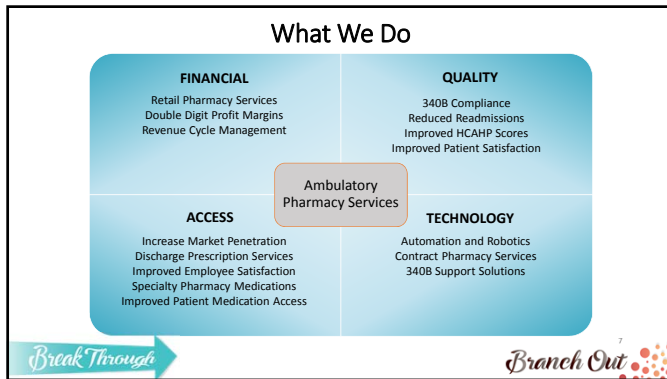 What We Do
FINANCIAL
Retail Pharmacy Services
Double Digit Profit Margins
Revenue Cycle Management
QUALITY
340B Compliance
Reduced Readmissions
Improved HCAHP Scores
Improved Patient Satisfaction
Ambulatory
Pharmacy Services
ACCESS
Increase Market Penetration
Discharge Prescription Services
Improved Employee Satisfaction
Specialty Pharmacy Medications
Improved Patient Medication Access
TECHNOLOGY
Automation and Robotics
Contract Pharmacy Services
340B Support Solutions
7
Break Through
Branch Out